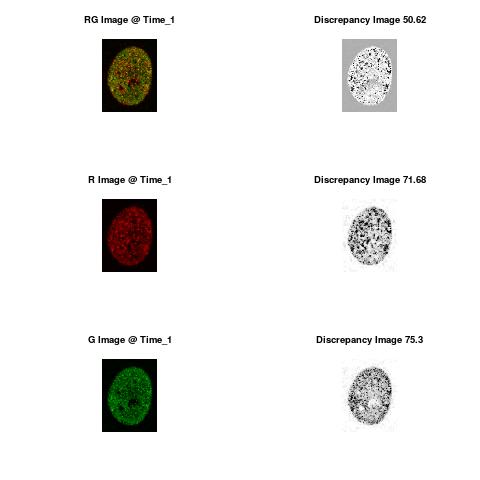 RG Image @ Time_1
Discrepancy Image 50.62
R Image @ Time_1
Discrepancy Image 71.68
G Image @ Time_1
Discrepancy Image 75.3